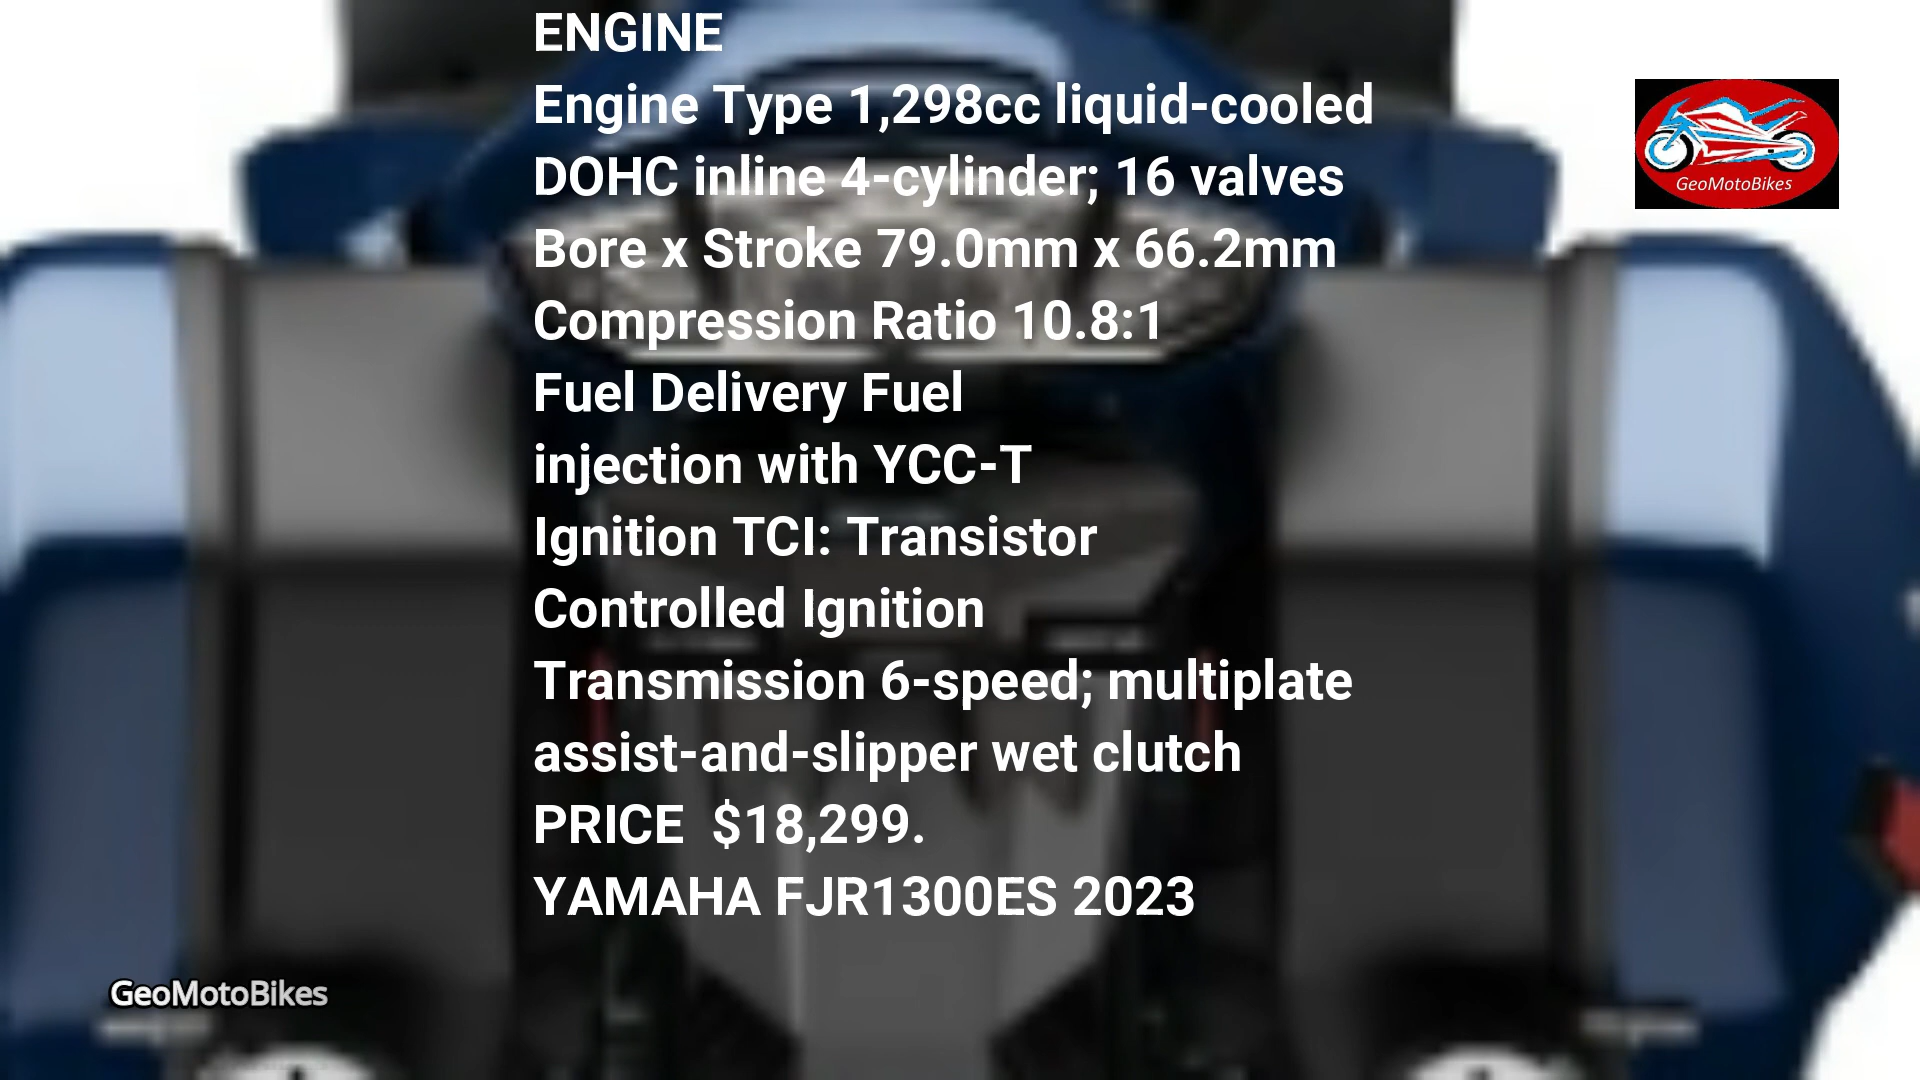 ENGINE
Engine Type 1,298cc liquid-cooled
DOHC inline 4-cylinder; 16 valves
Bore x Stroke 79.0mm x 66.2mm
Compression Ratio 10.8:1
Fuel Delivery Fuel
injection with YCC-T
Ignition TCI: Transistor
Controlled Ignition
Transmission 6-speed; multiplate
assist-and-slipper wet clutch
PRICE  $18,299.
YAMAHA FJR1300ES 2023
GeoMotoBikes
GeoMotoBikes